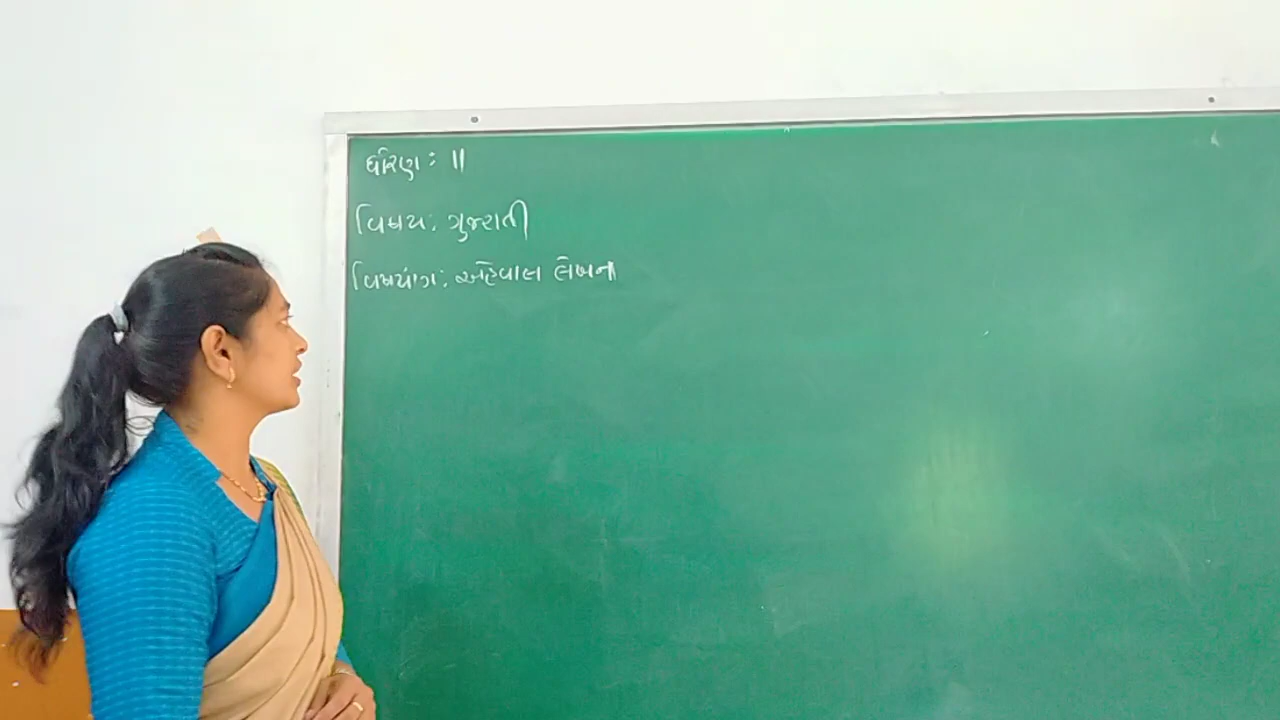 ધોરણ : 11
વિષય : ગુજરાતી
વિષયાંગ : અહેવાલ લેખન